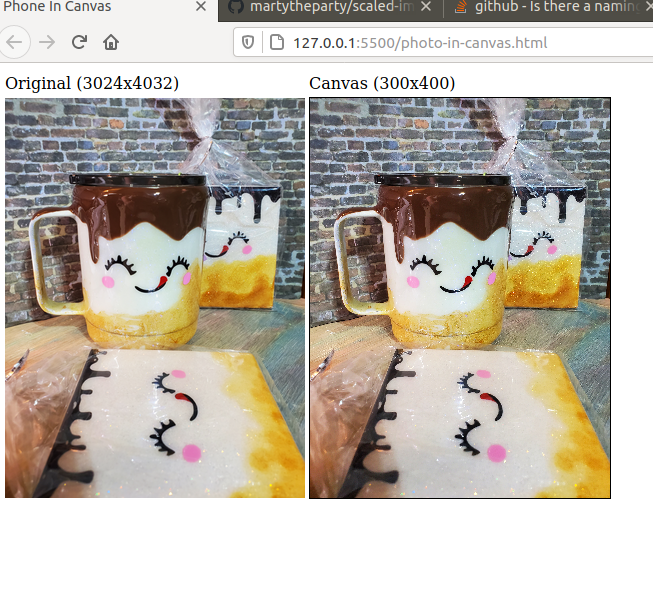 Phone In Canvas
martytheparty/scaled-im
github - Is there a naming
127.0.0.1:5500/photo-in-canvas.html
Original (3024x4032)
Canvas (300x400)